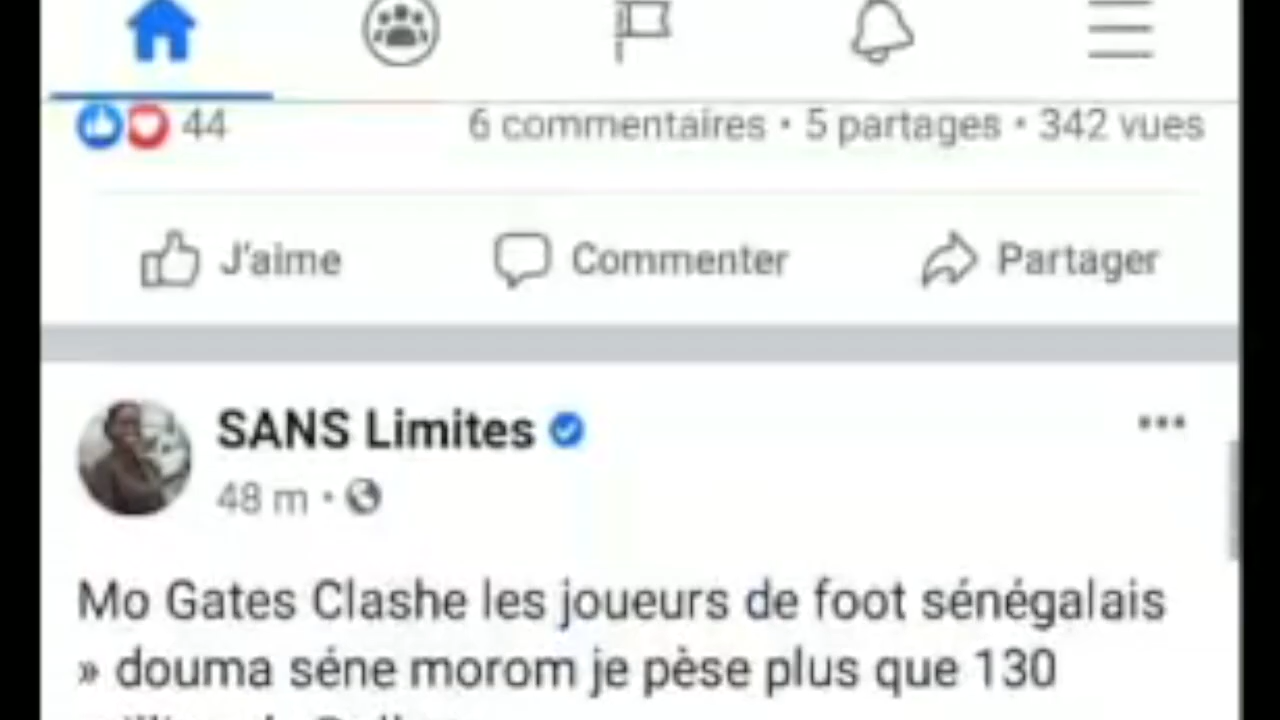 44
6 commentaires • 5 partages • 342 vues
J'aime
Commenter
Partager
SANS Limites
48 m •
Mo Gates Clashe les joueurs de foot sénégalais
» douma séne morom je pèse plus que 130